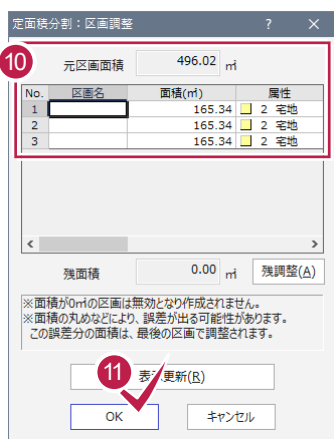 定面積分割：区画調整 ? ×
10
元区画面積 496.02 ㎡
No. 区画名 面積(㎡) 属性
1 165.34 2 宅地
2 165.34 2 宅地
3 165.34 2 宅地
< >
残面積 0.00 ㎡ 残調整(A)
※面積が0㎡の区画は無効となり作成されません。
※面積の丸めなどにより、誤差が出る可能性があります。
この誤差分の面積は、最後の区画で調整されます。
11 表示更新(R)
OK キャンセル